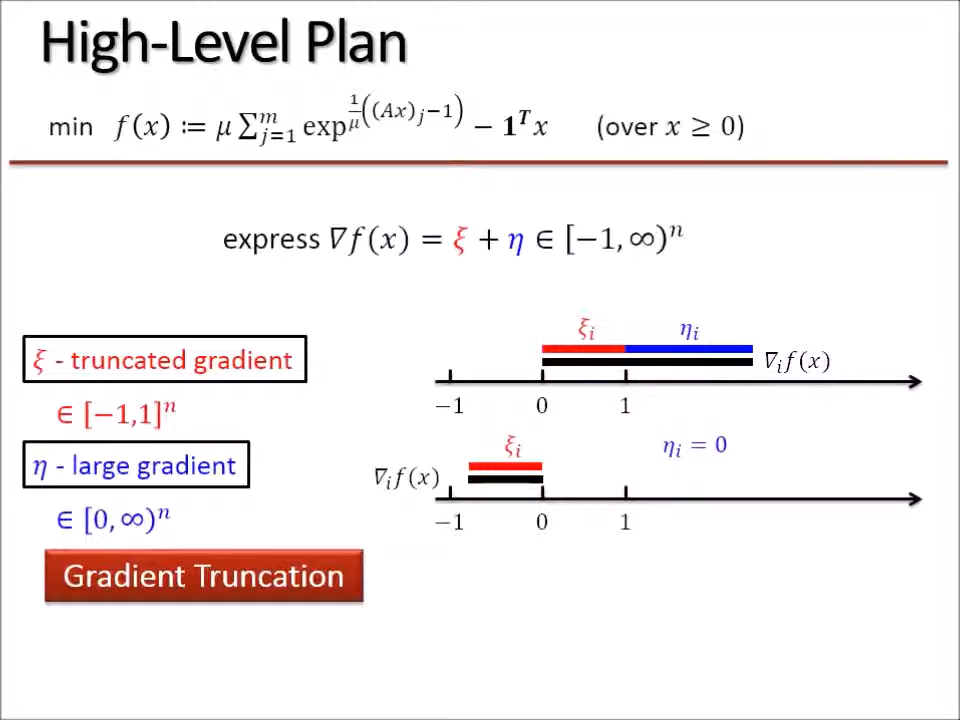 High-Level Plan
min f(x) := μ ∑_{j=1}^{m} exp^{\frac{1}{μ}((Ax)_j−1)} − 𝟏^T x (over x ≥ 0)
express ∇f(x) = ξ + η ∈ [−1, ∞)^n
ξ - truncated gradient
∈ [−1,1]^n
η - large gradient
∈ [0, ∞)^n
Gradient Truncation
ξ_i η_i
∇_i f(x)
−1 0 1
ξ_i η_i = 0
∇_i f(x)
−1 0 1